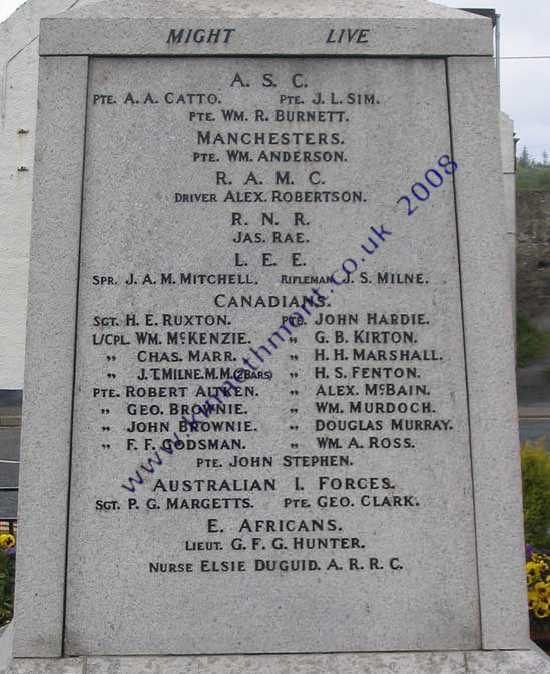 MIGHT LIVE
A. S. C.
PTE. A. A. CATTO. PTE. J. L. SIM.
PTE. WM. R. BURNETT.
MANCHESTERS.
PTE. WM. ANDERSON.
R. A. M. C.
DRIVER ALEX. ROBERTSON.
R. N. R.
JAS. RAE.
L. E. E.
SPR. J. A. M. MITCHELL. RIFLEMAN J. S. MILNE.
CANADIANS.
SGT. H. E. RUXTON. PTE. JOHN HARDIE.
L/CPL. WM. MCKENZIE. " G. B. KIRTON.
" CHAS. MARR. " H. H. MARSHALL.
" J. T. MILNE. M.M. (2 BARS) " H. S. FENTON.
PTE. ROBERT AITKEN. " ALEX. MCBAIN.
" GEO. BROWNIE. " WM. MURDOCH.
" JOHN BROWNIE. " DOUGLAS MURRAY.
" F. F. GODSMAN. " WM. A. ROSS.
PTE. JOHN STEPHEN.
AUSTRALIAN I. FORCES.
SGT. P. G. MARGETTS. PTE. GEO. CLARK.
E. AFRICANS.
LIEUT. G. F. G. HUNTER.
NURSE ELSIE DUGUID. A. R. R. C.
www.kinnethmont.co.uk 2008